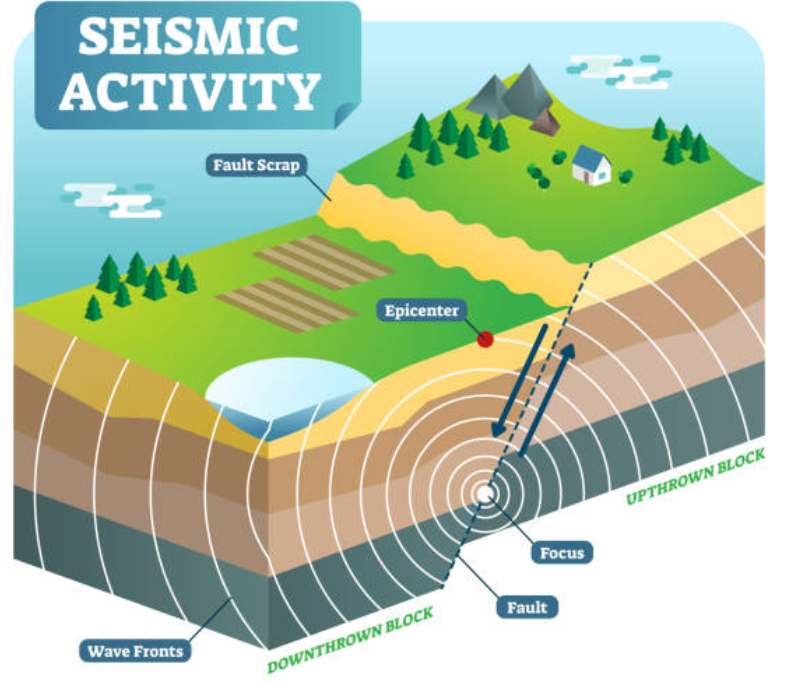 SEISMIC
ACTIVITY
Fault Scrap
Epicenter
UPTHROWN BLOCK
Focus
Fault
DOWNTHROWN BLOCK
Wave Fronts